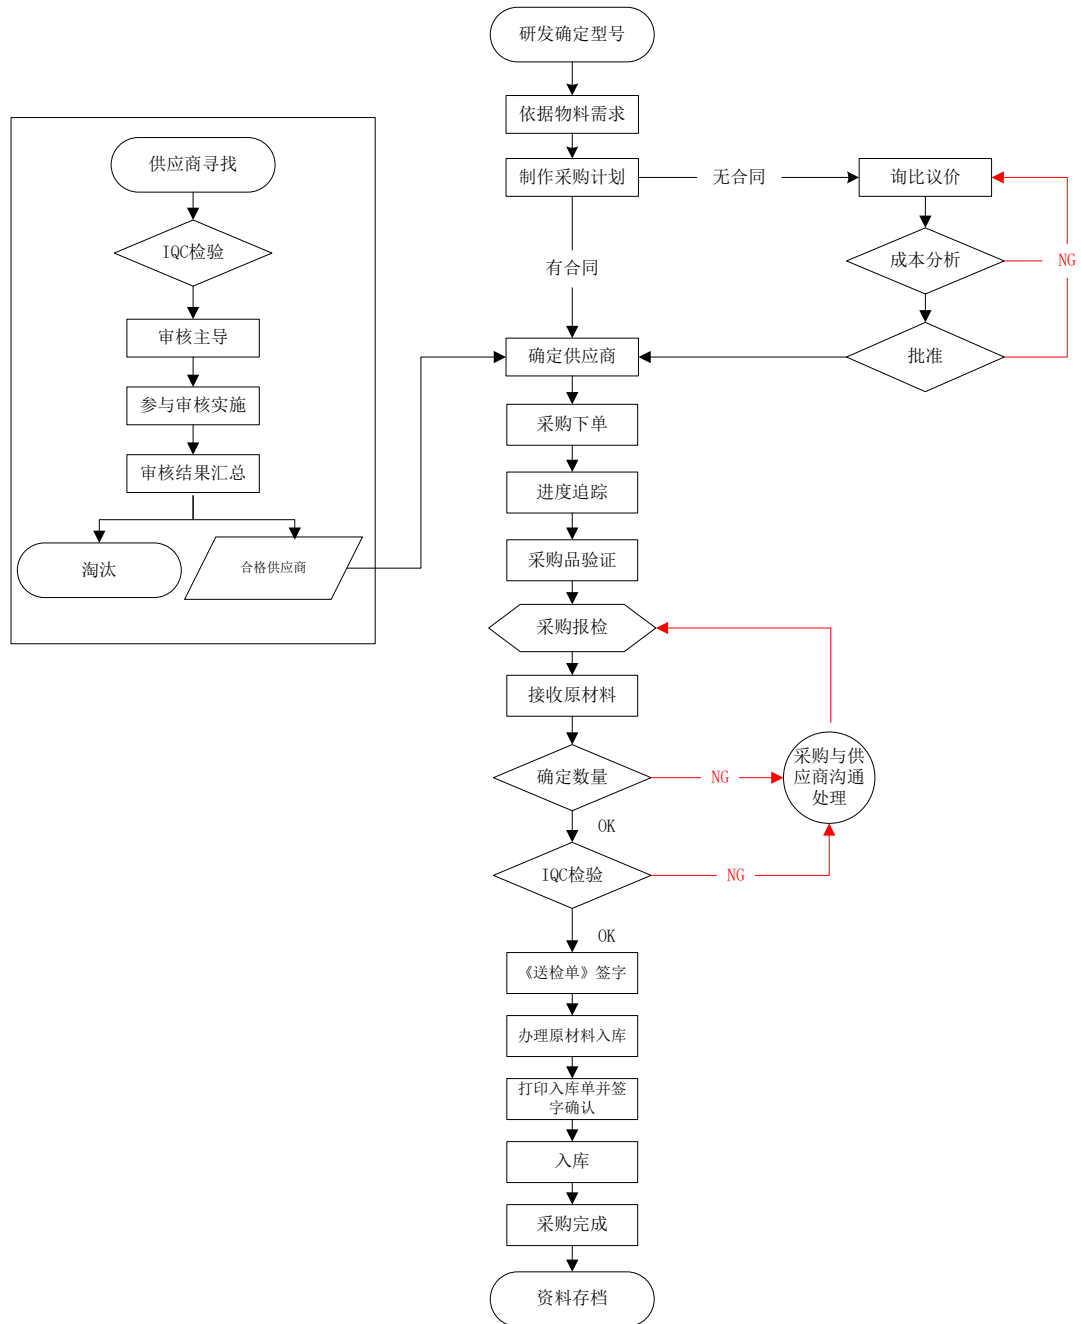 研发确定型号
依据物料需求
供应商寻找
制作采购计划
无合同
询比议价
IQC检验
有合同
成本分析
NG
审核主导
确定供应商
批准
参与审核实施
采购下单
审核结果汇总
进度追踪
淘汰
合格供应商
采购品验证
采购报检
接收原材料
确定数量
NG
采购与供
应商沟通
处理
OK
IQC检验
NG
OK
《送检单》签字
办理原材料入库
打印入库单并签
字确认
入库
采购完成
资料存档